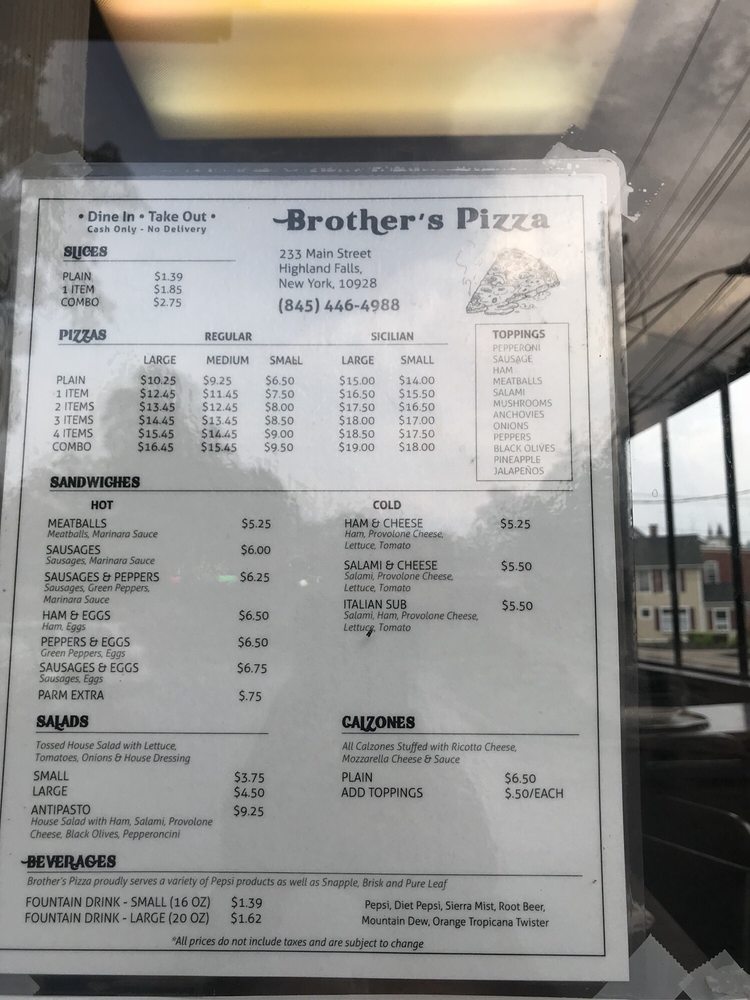 • Dine In • Take Out •
Cash Only - No Delivery
Brother's Pizza
233 Main Street
Highland Falls,
New York, 10928
(845) 446-4988
SLICES
PLAIN $1.39
1 ITEM $1.85
COMBO $2.75
PIZZAS REGULAR SICILIAN
LARGE MEDIUM SMALL LARGE SMALL
PLAIN $10.25 $9.25 $6.50 $15.00 $14.00
1 ITEM $12.45 $11.45 $7.50 $16.50 $15.50
2 ITEMS $13.45 $12.45 $8.00 $17.50 $16.50
3 ITEMS $14.45 $13.45 $8.50 $18.00 $17.00
4 ITEMS $15.45 $14.45 $9.00 $18.50 $17.50
COMBO $16.45 $15.45 $9.50 $19.00 $18.00
TOPPINGS
PEPPERONI
SAUSAGE
HAM
MEATBALLS
SALAMI
MUSHROOMS
ANCHOVIES
ONIONS
PEPPERS
BLACK OLIVES
PINEAPPLE
JALAPEÑOS
SANDWICHES
HOT
MEATBALLS $5.25
Meatballs, Marinara Sauce
SAUSAGES $6.00
Sausages, Marinara Sauce
SAUSAGES & PEPPERS $6.25
Sausages, Green Peppers,
Marinara Sauce
HAM & EGGS $6.50
Ham, Eggs
PEPPERS & EGGS $6.50
Green Peppers, Eggs
SAUSAGES & EGGS $6.75
Sausages, Eggs
PARM EXTRA $.75
COLD
HAM & CHEESE $5.25
Ham, Provolone Cheese,
Lettuce, Tomato
SALAMI & CHEESE $5.50
Salami, Provolone Cheese,
Lettuce, Tomato
ITALIAN SUB $5.50
Salami, Ham, Provolone Cheese,
Lettuce, Tomato
SALADS
Tossed House Salad with Lettuce,
Tomatoes, Onions & House Dressing
SMALL $3.75
LARGE $4.50
ANTIPASTO $9.25
House Salad with Ham, Salami, Provolone
Cheese, Black Olives, Pepperoncini
CALZONES
All Calzones Stuffed with Ricotta Cheese,
Mozzarella Cheese & Sauce
PLAIN $6.50
ADD TOPPINGS $.50/EACH
BEVERAGES
Brother's Pizza proudly serves a variety of Pepsi products as well as Snapple, Brisk and Pure Leaf
FOUNTAIN DRINK - SMALL (16 OZ) $1.39
FOUNTAIN DRINK - LARGE (20 OZ) $1.62
Pepsi, Diet Pepsi, Sierra Mist, Root Beer,
Mountain Dew, Orange Tropicana Twister
*All prices do not include taxes and are subject to change